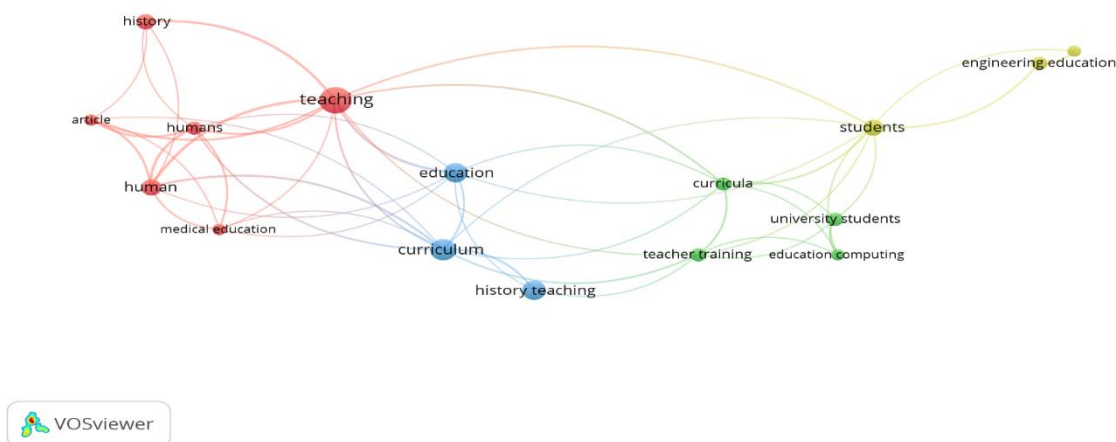 history
engineering education
teaching
article
humans
students
education
curricula
human
university students
medical education
curriculum
teacher training
education computing
history teaching
VOSviewer